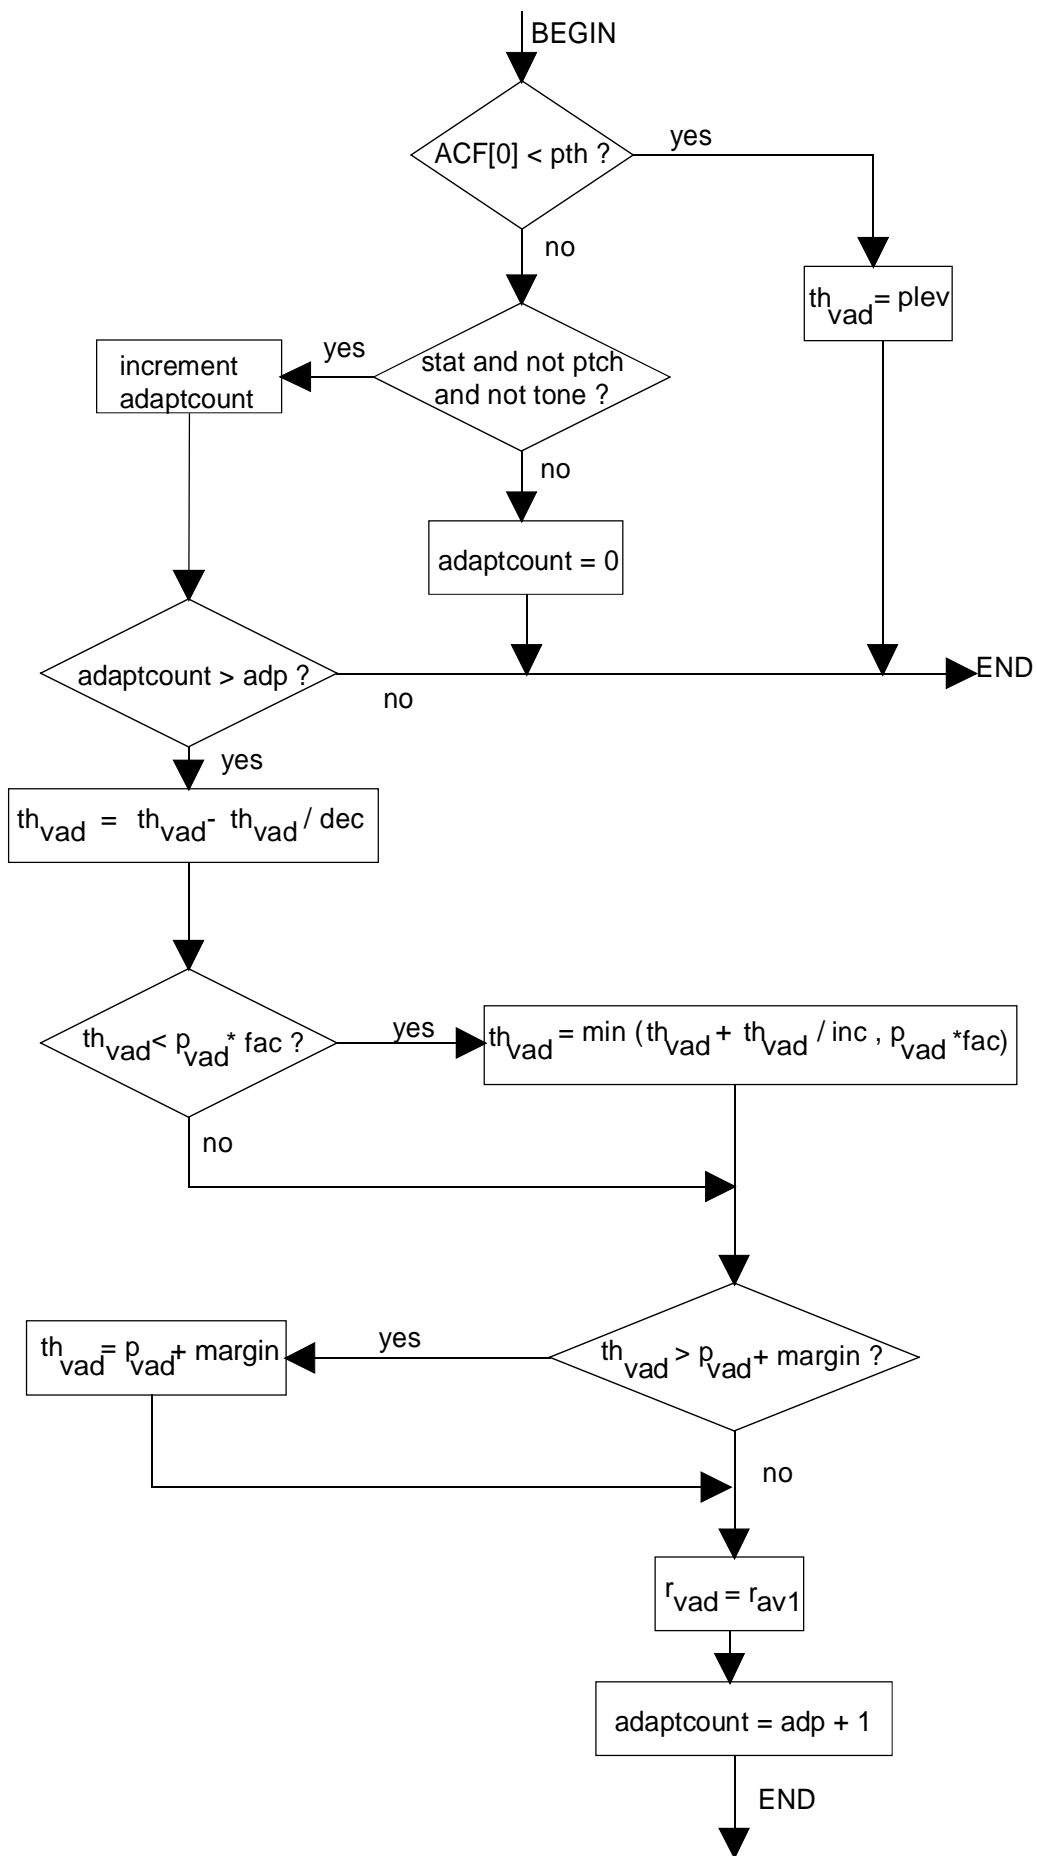 BEGIN
ACF[0] < pth ?
yes
no
th_vad = plev
stat and not ptch
and not tone ?
yes
increment
adaptcount
no
adaptcount = 0
adaptcount > adp ?
no
END
yes
th_vad = th_vad - th_vad / dec
th_vad < p_vad * fac ?
yes
th_vad = min (th_vad + th_vad / inc , p_vad *fac)
no
th_vad > p_vad + margin ?
yes
th_vad = p_vad + margin
no
r_vad = r_av1
adaptcount = adp + 1
END